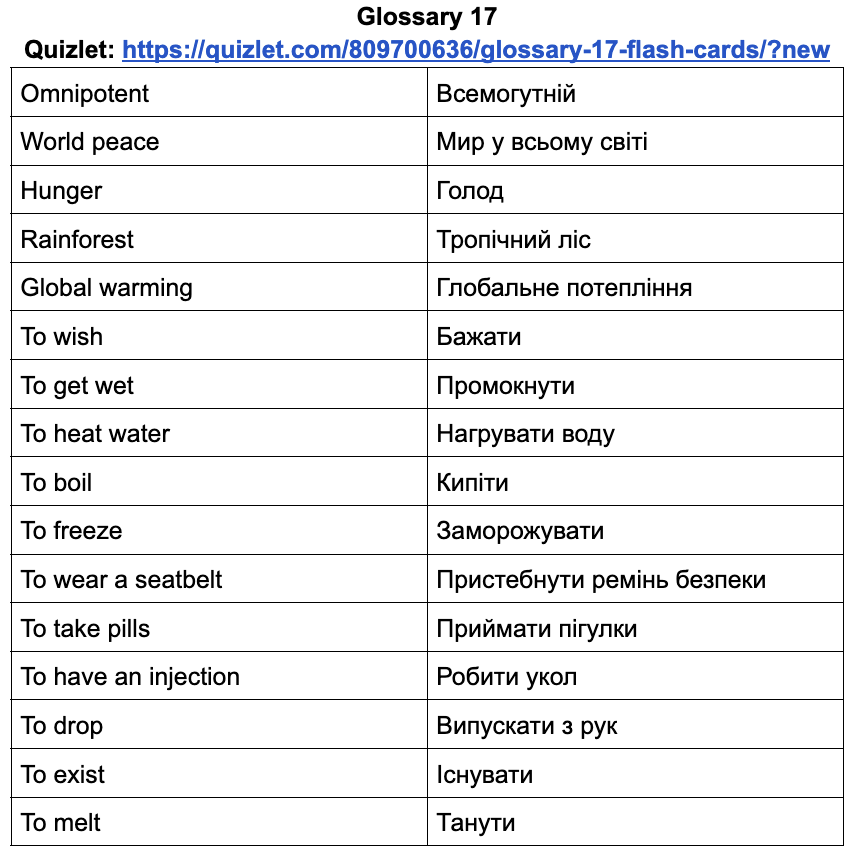 Glossary 17
Quizlet: https://quizlet.com/809700636/glossary-17-flash-cards/?new
Omnipotent Всемогутній
World peace Мир у всьому світі
Hunger Голод
Rainforest Тропічний ліс
Global warming Глобальне потепління
To wish Бажати
To get wet Промокнути
To heat water Нагрувати воду
To boil Кипіти
To freeze Заморожувати
To wear a seatbelt Пристебнути ремінь безпеки
To take pills Приймати пігулки
To have an injection Робити укол
To drop Випускати з рук
To exist Існувати
To melt Танути